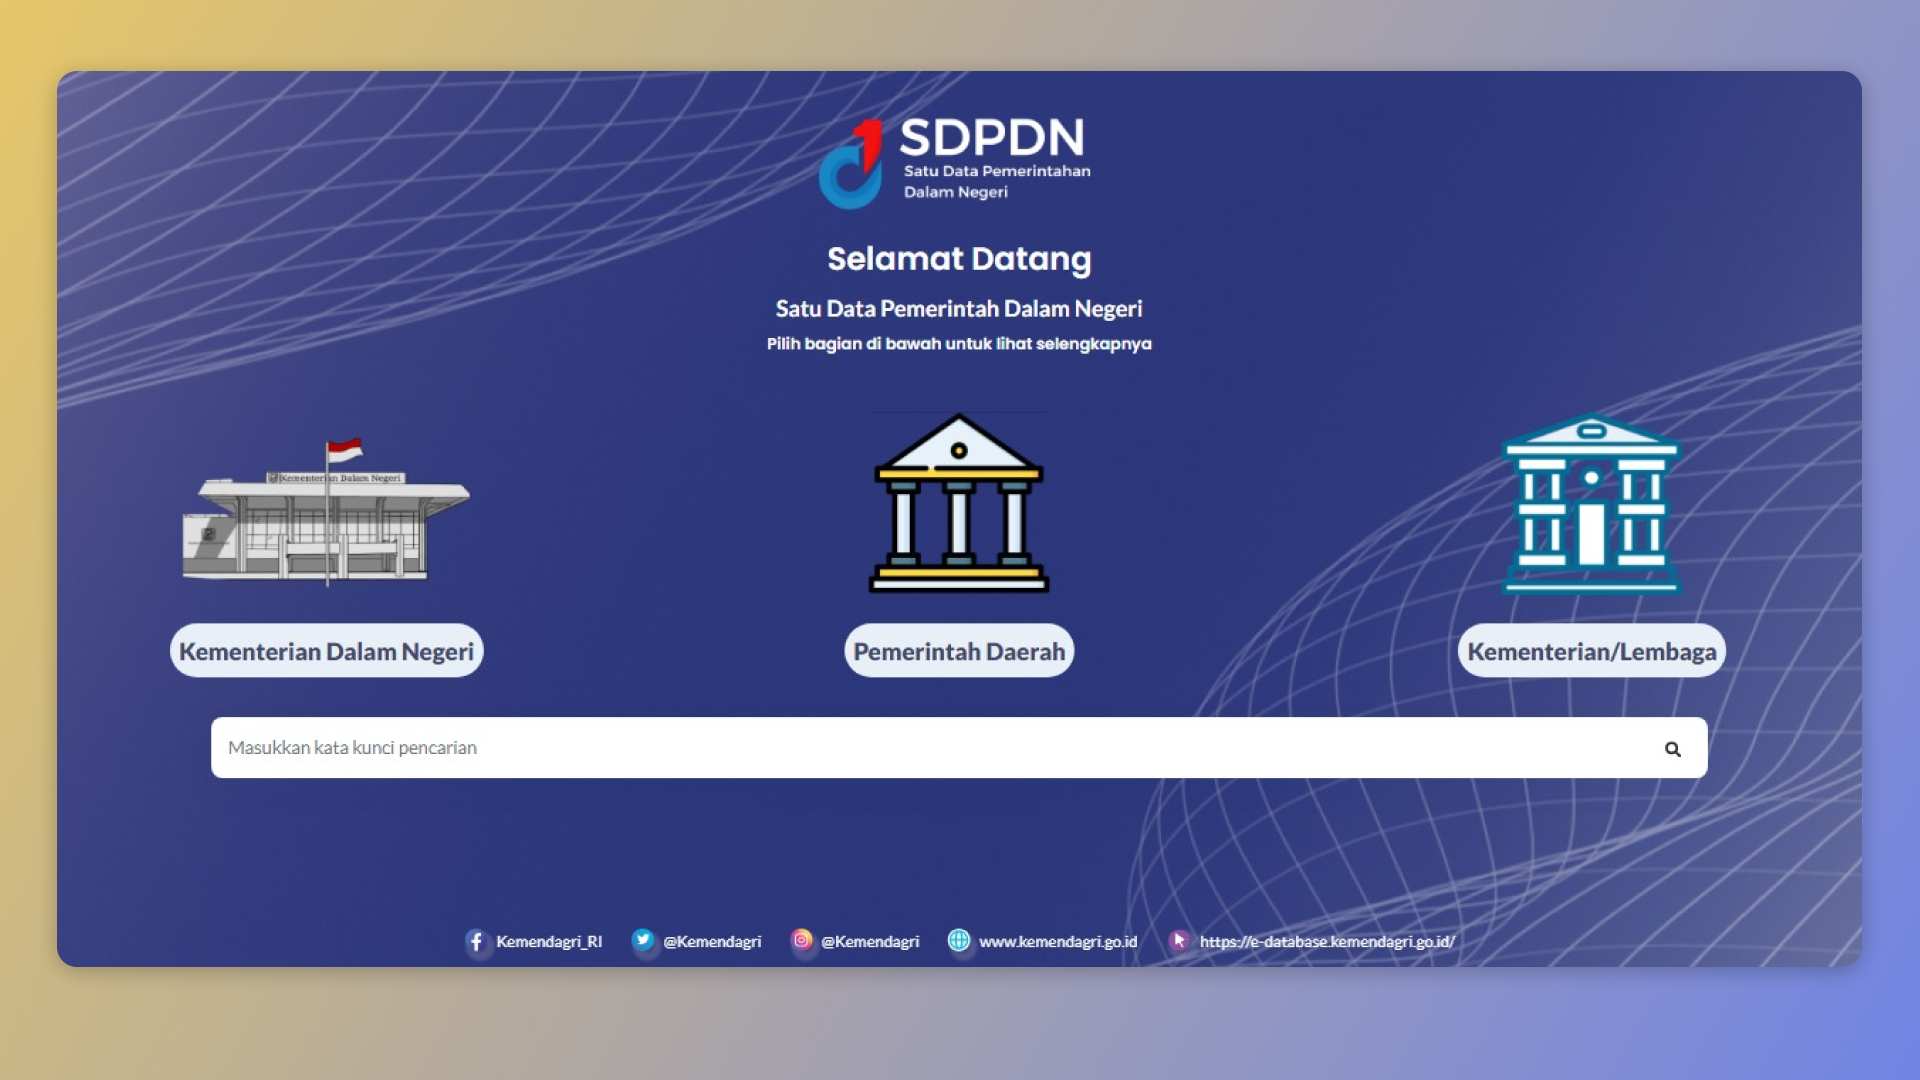 SDPDN
Satu Data Pemerintahan
Dalam Negeri
Selamat Datang
Satu Data Pemerintah Dalam Negeri
Pilih bagian di bawah untuk lihat selengkapnya
Kementerian Dalam Negeri
Kementerian Dalam Negeri
Pemerintah Daerah
Kementerian/Lembaga
Masukkan kata kunci pencarian
Kemendagri_RI
@Kemendagri
@Kemendagri
www.kemendagri.go.id
https://e-database.kemendagri.go.id/